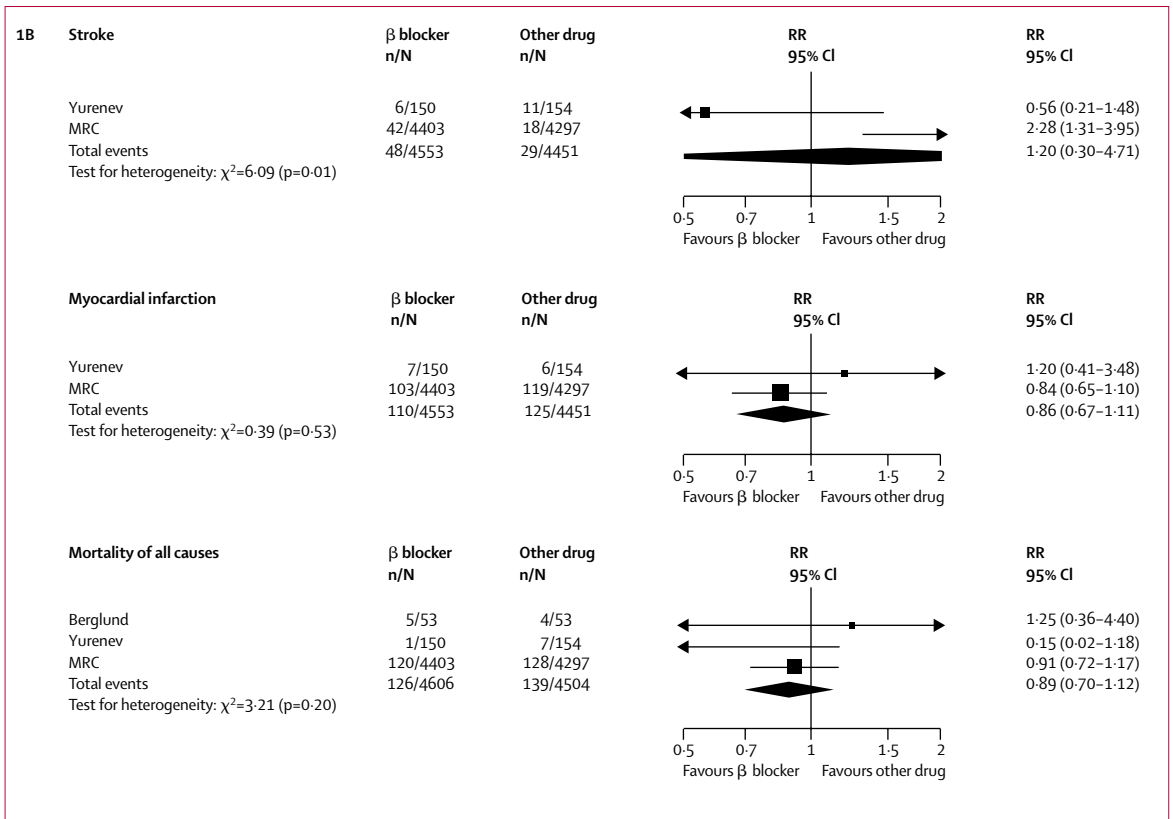 1B Stroke β blocker Other drug RR RR
n/N n/N 95% CI 95% CI
Yurenev 6/150 11/154 0·56 (0·21–1·48)
MRC 42/4403 18/4297 2·28 (1·31–3·95)
Total events 48/4553 29/4451 1·20 (0·30–4·71)
Test for heterogeneity: χ²=6·09 (p=0·01)
0·5 0·7 1 1·5 2
Favours β blocker Favours other drug
Myocardial infarction β blocker Other drug RR RR
n/N n/N 95% CI 95% CI
Yurenev 7/150 6/154 1·20 (0·41–3·48)
MRC 103/4403 119/4297 0·84 (0·65–1·10)
Total events 110/4553 125/4451 0·86 (0·67–1·11)
Test for heterogeneity: χ²=0·39 (p=0·53)
0·5 0·7 1 1·5 2
Favours β blocker Favours other drug
Mortality of all causes β blocker Other drug RR RR
n/N n/N 95% CI 95% CI
Berglund 5/53 4/53 1·25 (0·36–4·40)
Yurenev 1/150 7/154 0·15 (0·02–1·18)
MRC 120/4403 128/4297 0·91 (0·72–1·17)
Total events 126/4606 139/4504 0·89 (0·70–1·12)
Test for heterogeneity: χ²=3·21 (p=0·20)
0·5 0·7 1 1·5 2
Favours β blocker Favours other drug